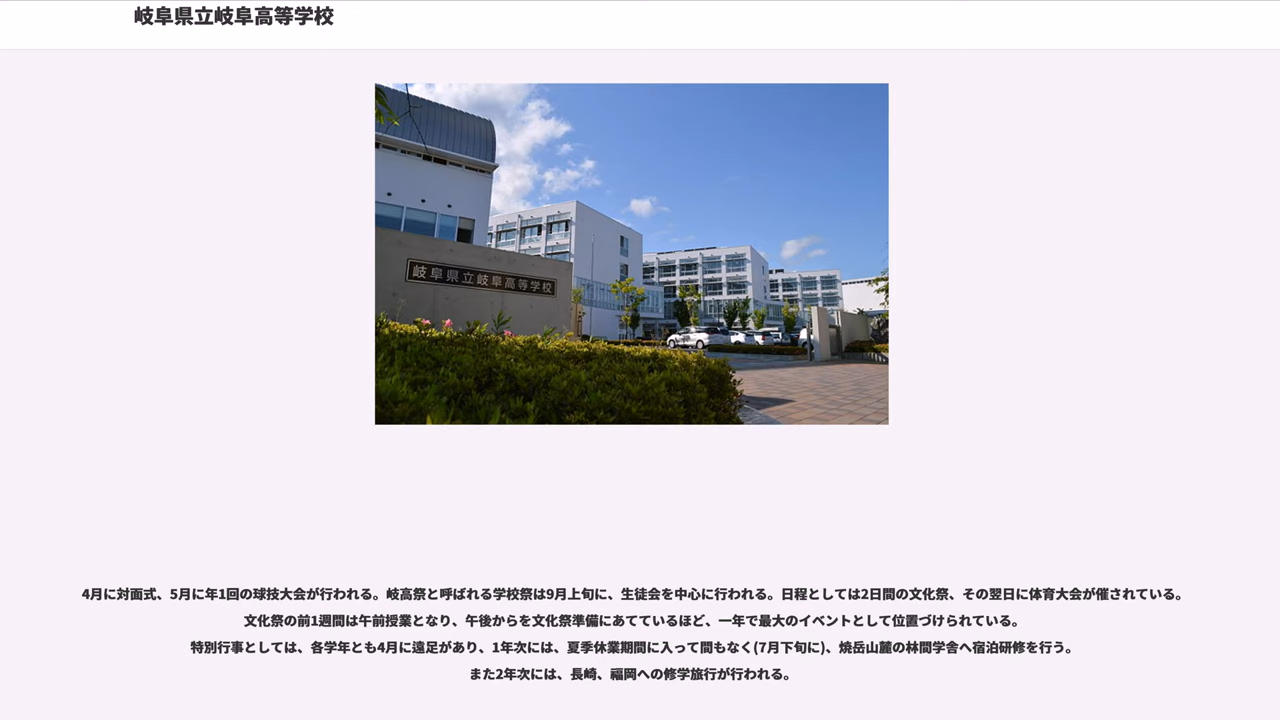 岐阜県立岐阜高等学校
岐阜県立岐阜高等学校
4月に対面式、5月に年1回の球技大会が行われる。岐高祭と呼ばれる学校祭は9月上旬に、生徒会を中心に行われる。日程としては2日間の文化祭、その翌日に体育大会が催されている。
文化祭の前1週間は午前授業となり、午後からを文化祭準備にあてているほど、一年で最大のイベントとして位置づけられている。
特別行事としては、各学年とも4月に遠足があり、1年次には、夏季休業期間に入って間もなく(7月下旬に)、焼岳山麓の林間学舎へ宿泊研修を行う。
また2年次には、長崎、福岡への修学旅行が行われる。